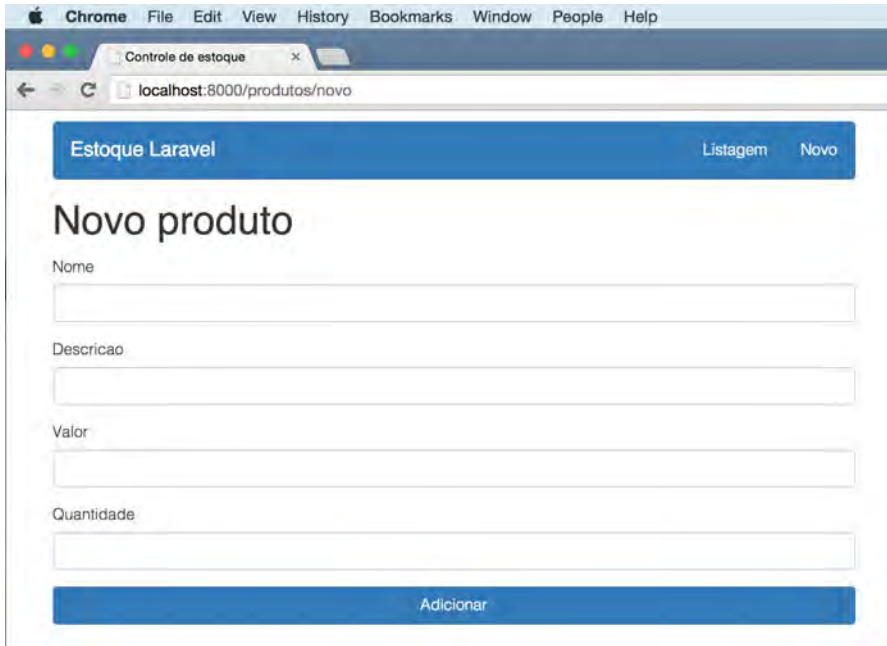 Chrome File Edit View History Bookmarks Window People Help
Controle de estoque
localhost:8000/produtos/novo
Estoque Laravel Listagem Novo
Novo produto
Nome
Descricao
Valor
Quantidade
Adicionar